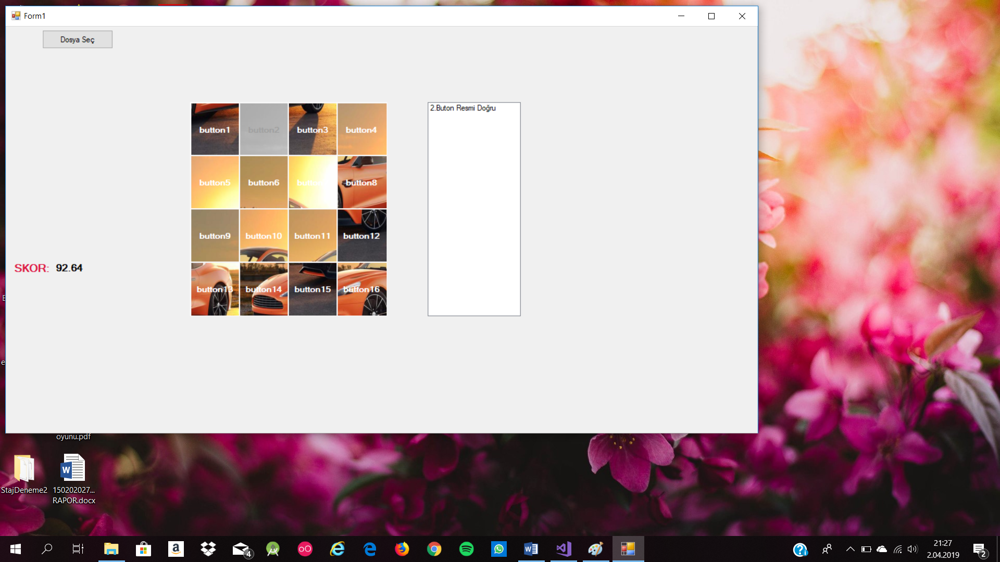 Form1
Dosya Seç
button1
button2
button3
button4
2.Buton Resmi Doğru
button5
button6
button8
button9
button10
button11
button12
SKOR: 92.64
button13
button14
button15
button16
oyunu.pdf
StajDeneme2
150202027...
RAPOR.docx
4
21:27
2.04.2019
2